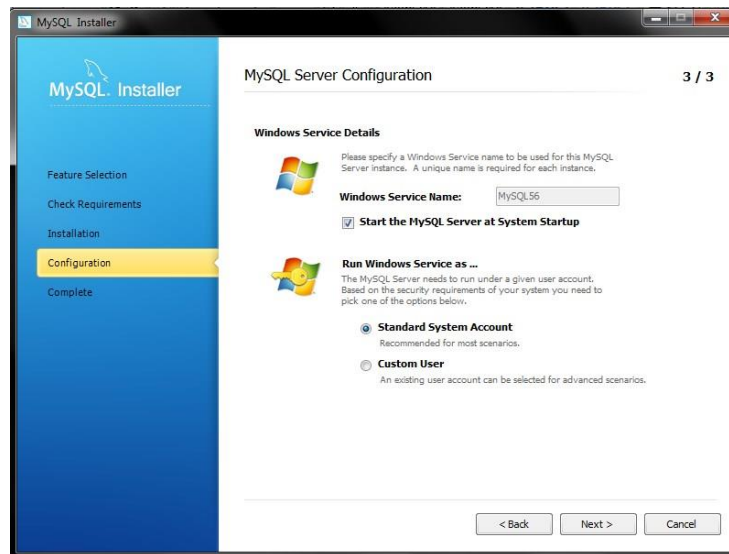 MySQL Installer
MySQL. Installer
Feature Selection
Check Requirements
Installation
Configuration
Complete
MySQL Server Configuration
3 / 3
Windows Service Details
Please specify a Windows Service name to be used for this MySQL
Server instance. A unique name is required for each instance.
Windows Service Name:
MySQL56
Start the MySQL Server at System Startup
Run Windows Service as ...
The MySQL Server needs to run under a given user account.
Based on the security requirements of your system you need to
pick one of the options below.
Standard System Account
Recommended for most scenarios.
Custom User
An existing user account can be selected for advanced scenarios.
< Back
Next >
Cancel